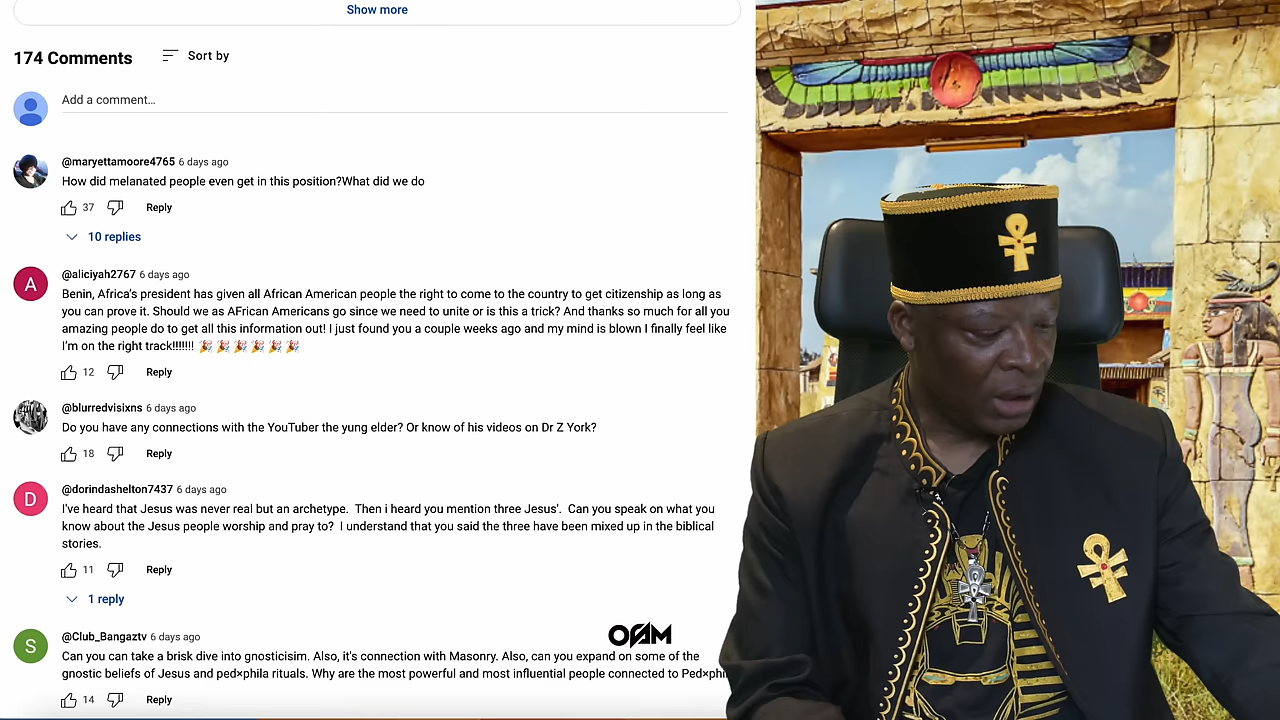 Show more
174 Comments
Sort by
Add a comment...
@maryettamoore4765 6 days ago
How did melanated people even get in this position?What did we do
37
Reply
10 replies
A
@aliciyah2767 6 days ago
Benin, Africa's president has given all African American people the right to come to the country to get citizenship as long as
you can prove it. Should we as AFrican Americans go since we need to unite or is this a trick? And thanks so much for all you
amazing people do to get all this information out! I just found you a couple weeks ago and my mind is blown I finally feel like
I'm on the right track!!!!!!! 🎉🎉🎉🎉🎉🎉
12
Reply
@blurredvisixns 6 days ago
Do you have any connections with the YouTuber the yung elder? Or know of his videos on Dr Z York?
18
Reply
D
@dorindashelton7437 6 days ago
I've heard that Jesus was never real but an archetype. Then i heard you mention three Jesus'. Can you speak on what you
know about the Jesus people worship and pray to? I understand that you said the three have been mixed up in the biblical
stories.
11
Reply
1 reply
S
@Club_Bangaztv 6 days ago
Can you can take a brisk dive into gnosticisim. Also, it's connection with Masonry. Also, can you expand on some of the
gnostic beliefs of Jesus and ped×phila rituals. Why are the most powerful and most influential people connected to Ped×phi
14
Reply
OFAM